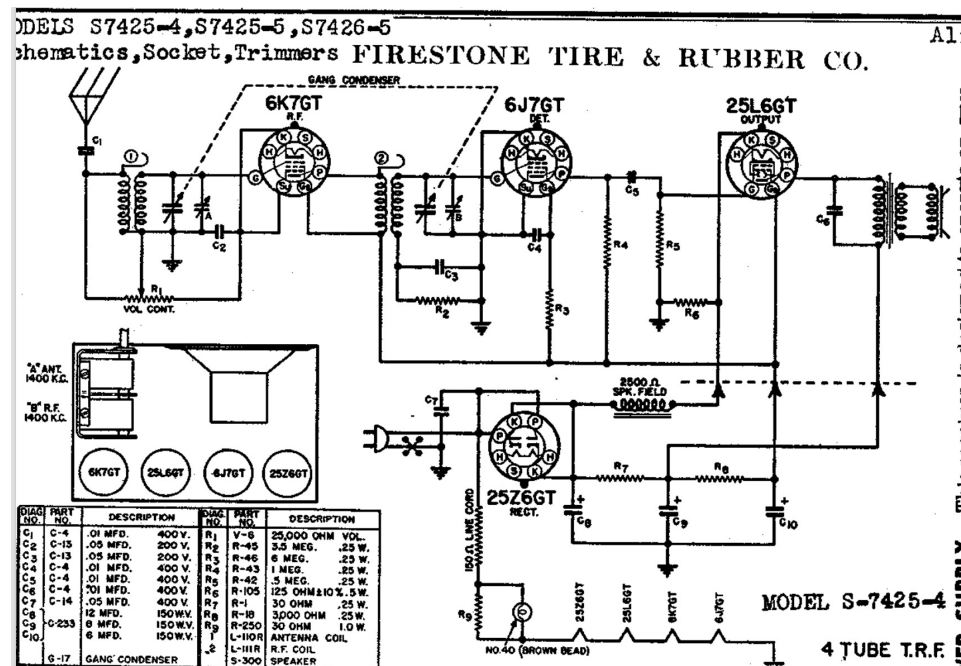 ODELS S7425-4,S7425-5,S7426-5
chematics,Socket,Trimmers FIRESTONE TIRE & RUBBER CO.
GANG CONDENSER
6K7GT
R.F.
6J7GT
DET.
25L6GT
OUTPUT
C1
1
A
C2
R1
VOL CONT.
2
B
C3
R2
C4
R3
C5
R4
R5
R6
C6
"A" ANT.
1400 K.C.
"B" R.F.
1400 K.C.
6K7GT
25L6GT
6J7GT
25Z6GT
2500 Ω
SPK. FIELD
C7
25Z6GT
RECT.
R7
R8
C8
C9
C10
150 Ω LINE CORD
R9
NO.40 (BROWN BEAD)
25Z6GT
25L6GT
6K7GT
6J7GT
MODEL S-7425-4
4 TUBE T.R.F.
DIAG. NO. PART NO. DESCRIPTION DIAG. NO. PART NO. DESCRIPTION
C1 C-4 .01 MFD. 400 V. R1 V-6 25,000 OHM VOL.
C2 C-13 .05 MFD. 200 V. R2 R-45 3.5 MEG. .25 W.
C3 C-13 .05 MFD. 200 V. R3 R-46 6 MEG. .25 W.
C4 C-4 .01 MFD. 400 V. R4 R-43 1 MEG. .25 W.
C5 C-4 .01 MFD. 400 V. R5 R-42 .5 MEG. .25 W.
C6 C-4 .01 MFD. 400 V. R6 R-105 125 OHM±10% .5 W.
C7 C-14 .05 MFD. 400 V. R7 R-1 30 OHM .25 W.
C8 12 MFD. 150 W.V. R8 R-18 3,000 OHM .25 W.
C9 C-233 8 MFD. 150 W.V. R9 R-250 30 OHM 1.0 W.
C10 6 MFD. 150 W.V. 1 L-110R ANTENNA COIL
2 L-111R R.F. COIL
G-17 GANG CONDENSER S-300 SPEAKER